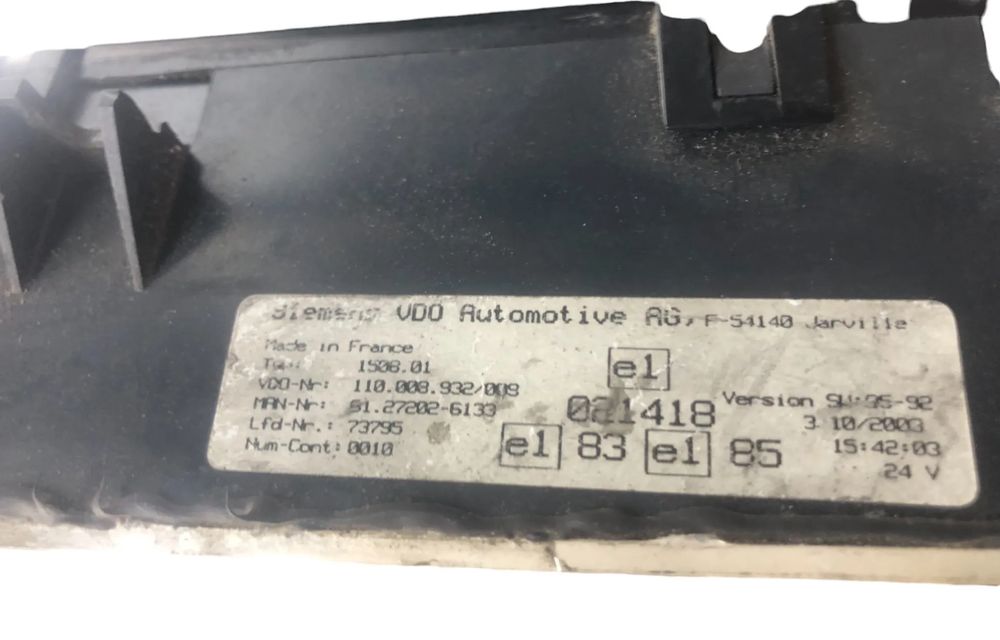 Siemens VDO Automotive AG, F-54140 Jarville
Made in France
1508.01
VDO-Nr: 110.008.932/009
MAN-Nr: 81.27202-6133
Lfd-Nr.: 73795
Num-Cont: 0010
e1
021418
e1 83 e1 85
Version SW:95-92
3 10/2003
15:42:03
24 V